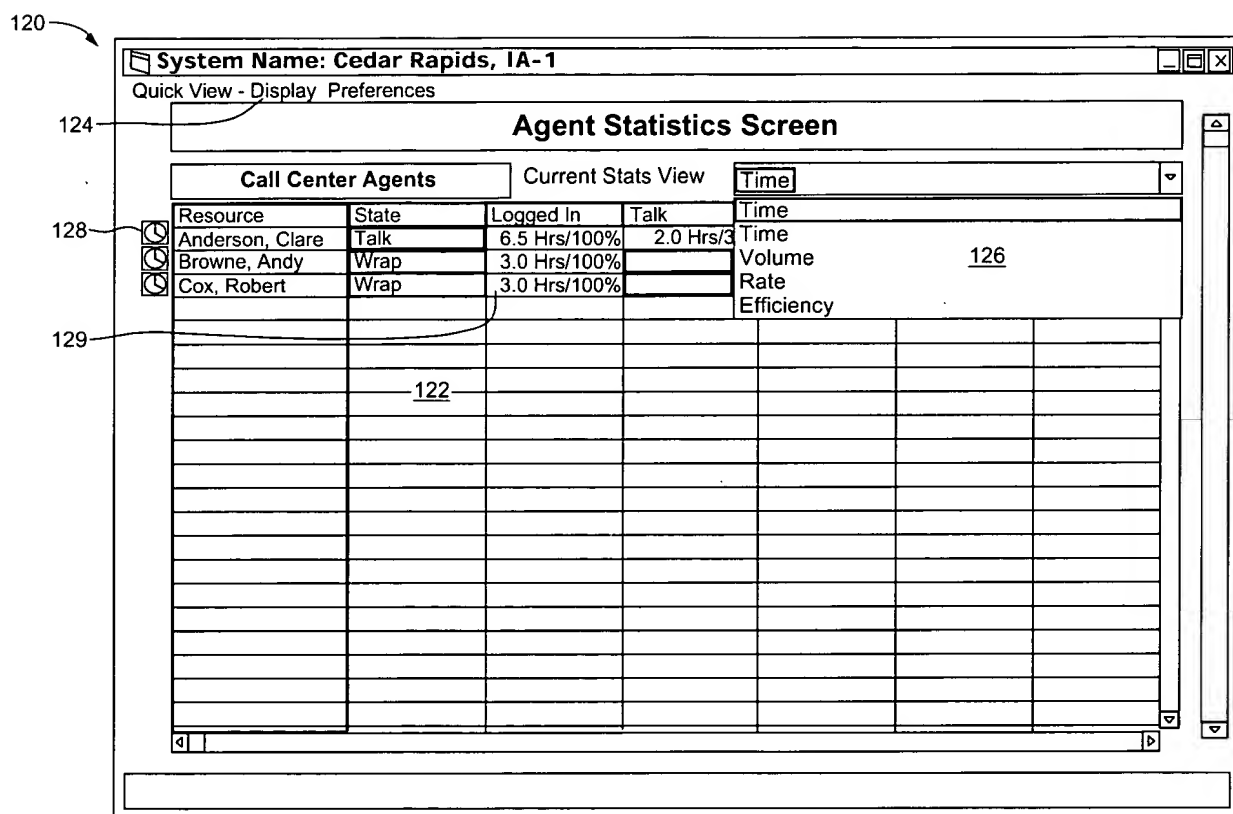 120
System Name: Cedar Rapids, IA-1
Quick View - Display Preferences
124
Agent Statistics Screen
Call Center Agents Current Stats View Time
Resource State Logged In Talk Time
128 Anderson, Clare Talk 6.5 Hrs/100% 2.0 Hrs/3 Time
Browne, Andy Wrap 3.0 Hrs/100% Volume 126
Cox, Robert Wrap 3.0 Hrs/100% Rate
Efficiency
129
122